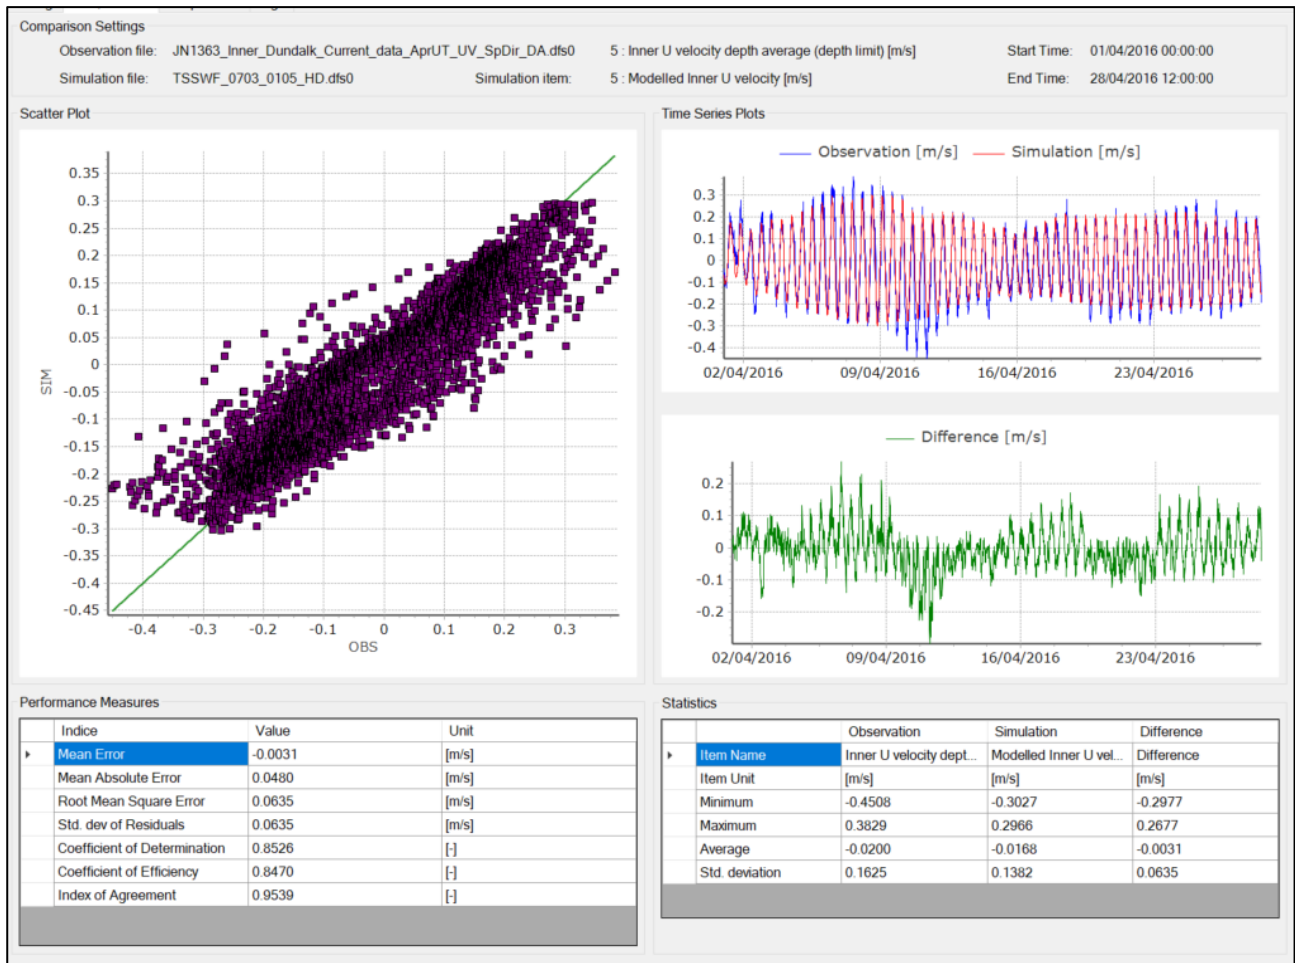 Comparison Settings
Observation file: JN1363_Inner_Dundalk_Current_data_AprUT_UV_SpDir_DA.dfs0 5 : Inner U velocity depth average (depth limit) [m/s] Start Time: 01/04/2016 00:00:00
Simulation file: TSSWF_0703_0105_HD.dfs0 Simulation item: 5 : Modelled Inner U velocity [m/s] End Time: 28/04/2016 12:00:00
Scatter Plot
0.35
0.3
0.25
0.2
0.15
0.1
0.05
0
-0.05
-0.1
-0.15
-0.2
-0.25
-0.3
-0.35
-0.4
-0.45
SIM
-0.4 -0.3 -0.2 -0.1 0 0.1 0.2 0.3
OBS
Time Series Plots
Observation [m/s] Simulation [m/s]
0.3
0.2
0.1
0
-0.1
-0.2
-0.3
-0.4
02/04/2016 09/04/2016 16/04/2016 23/04/2016
Difference [m/s]
0.2
0.1
0
-0.1
-0.2
02/04/2016 09/04/2016 16/04/2016 23/04/2016
Performance Measures
Indice Value Unit
Mean Error -0.0031 [m/s]
Mean Absolute Error 0.0480 [m/s]
Root Mean Square Error 0.0635 [m/s]
Std. dev of Residuals 0.0635 [m/s]
Coefficient of Determination 0.8526 [-]
Coefficient of Efficiency 0.8470 [-]
Index of Agreement 0.9539 [-]
Statistics
Observation Simulation Difference
Item Name Inner U velocity dept... Modelled Inner U vel... Difference
Item Unit [m/s] [m/s] [m/s]
Minimum -0.4508 -0.3027 -0.2977
Maximum 0.3829 0.2966 0.2677
Average -0.0200 -0.0168 -0.0031
Std. deviation 0.1625 0.1382 0.0635